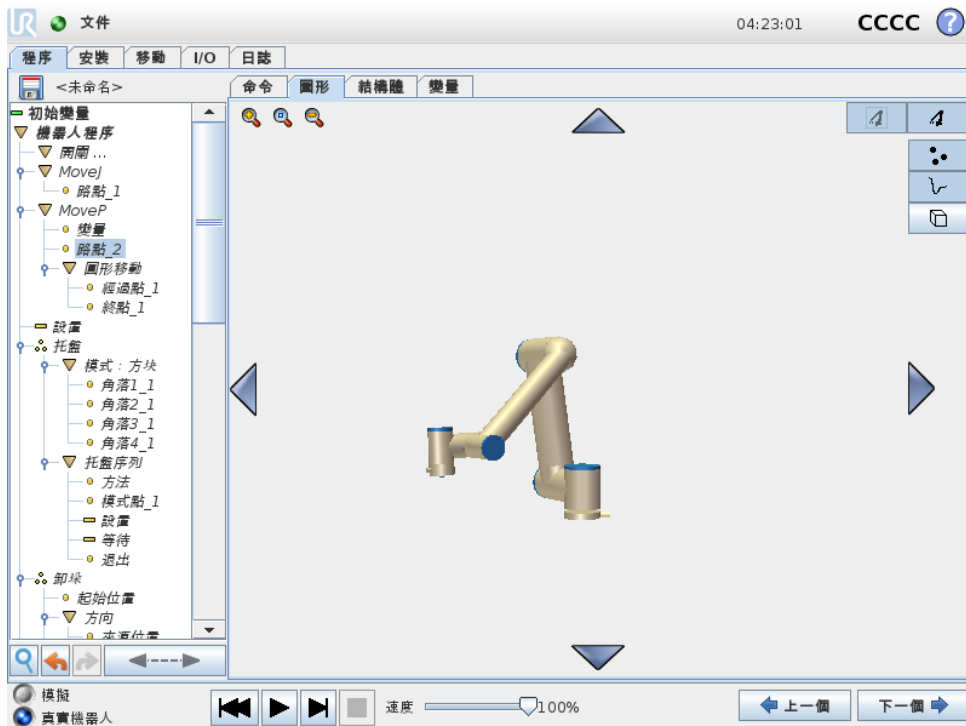 UR 文件 04:23:01 CCCC ?
程序 安裝 移動 I/O 日誌
<未命名> 命令 圖形 結構體 變量
初始變量
機器人程序
開關 ...
MoveJ
路點_1
MoveP
變量
路點_2
圓形移動
經過點_1
終點_1
設置
托盤
模式：方块
角落1_1
角落2_1
角落3_1
角落4_1
托盤序列
方法
模式點_1
設置
等待
退出
卸垛
起始位置
方向
來源位置
模擬
真實機器人
速度 100%
上一個 下一個